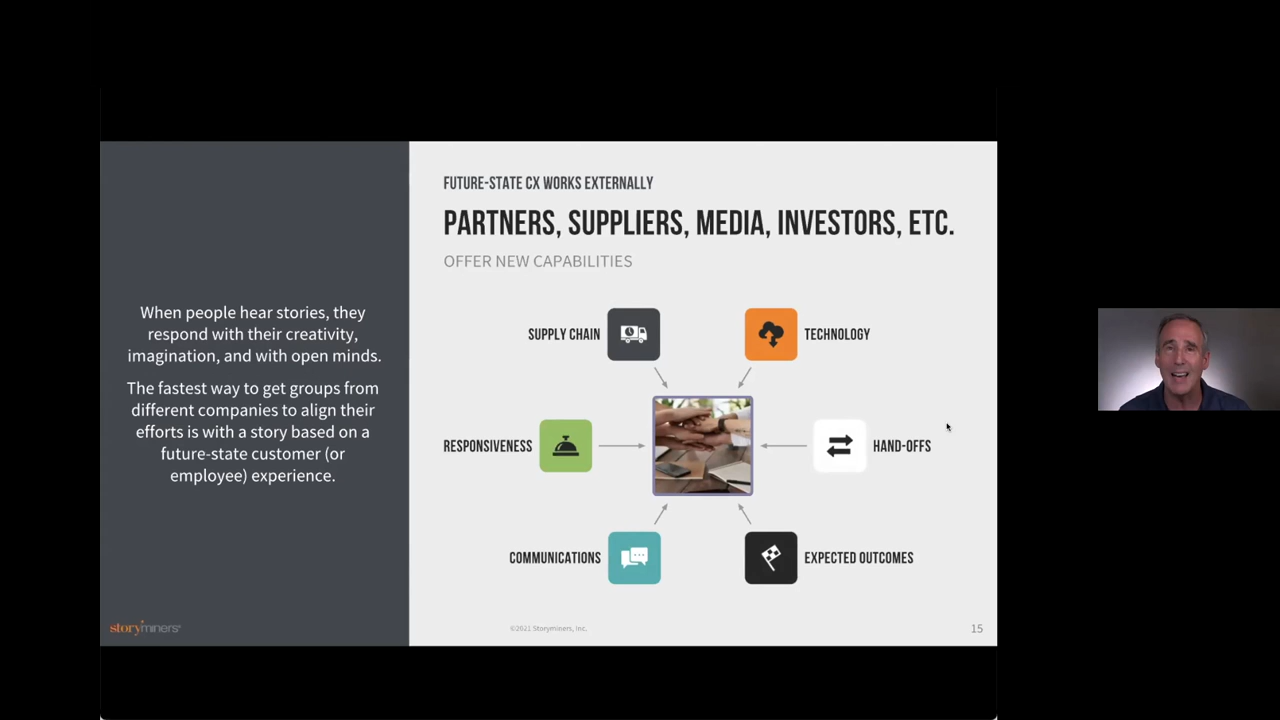 When people hear stories, they
respond with their creativity,
imagination, and with open minds.
The fastest way to get groups from
different companies to align their
efforts is with a story based on a
future-state customer (or
employee) experience.
storyminers
FUTURE-STATE CX WORKS EXTERNALLY
PARTNERS, SUPPLIERS, MEDIA, INVESTORS, ETC.
OFFER NEW CAPABILITIES
SUPPLY CHAIN
TECHNOLOGY
RESPONSIVENESS
HAND-OFFS
COMMUNICATIONS
EXPECTED OUTCOMES
©2021 Storyminers, Inc.
15